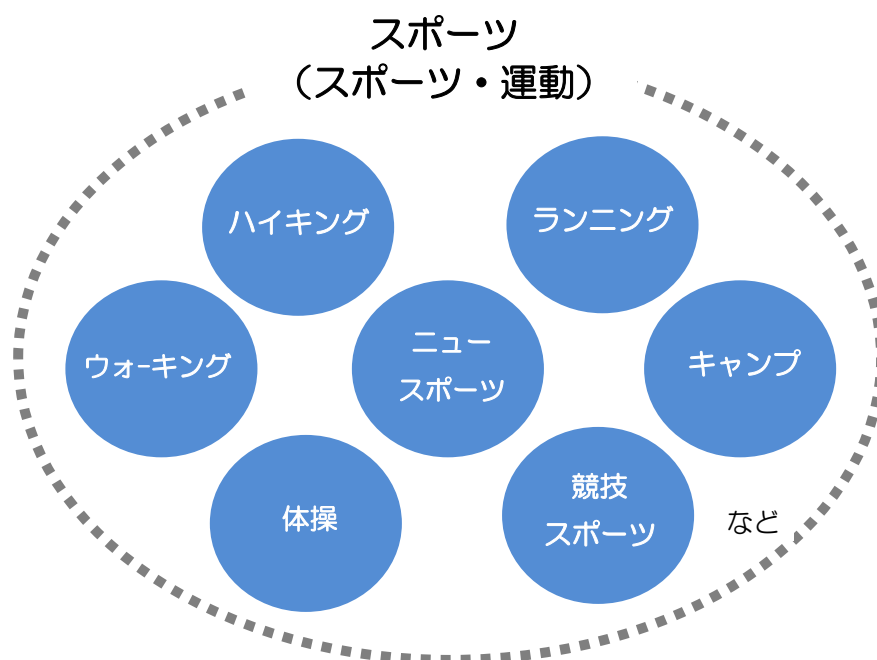 スポーツ
（スポーツ・運動）
ハイキング
ランニング
ウォーキング
ニュー
スポーツ
キャンプ
体操
競技
スポーツ
など